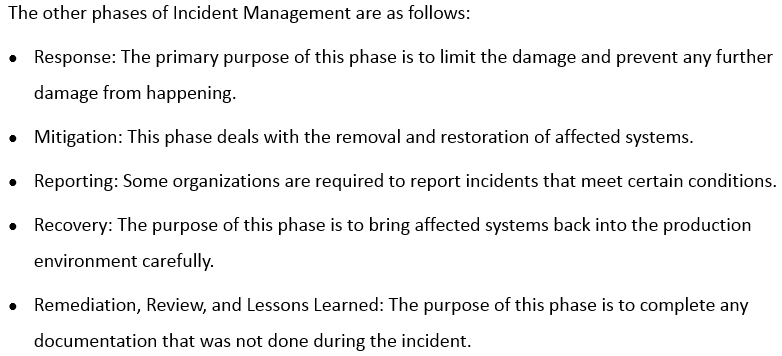 The other phases of Incident Management are as follows:
● Response: The primary purpose of this phase is to limit the damage and prevent any further
damage from happening.
● Mitigation: This phase deals with the removal and restoration of affected systems.
● Reporting: Some organizations are required to report incidents that meet certain conditions.
● Recovery: The purpose of this phase is to bring affected systems back into the production
environment carefully.
● Remediation, Review, and Lessons Learned: The purpose of this phase is to complete any
documentation that was not done during the incident.